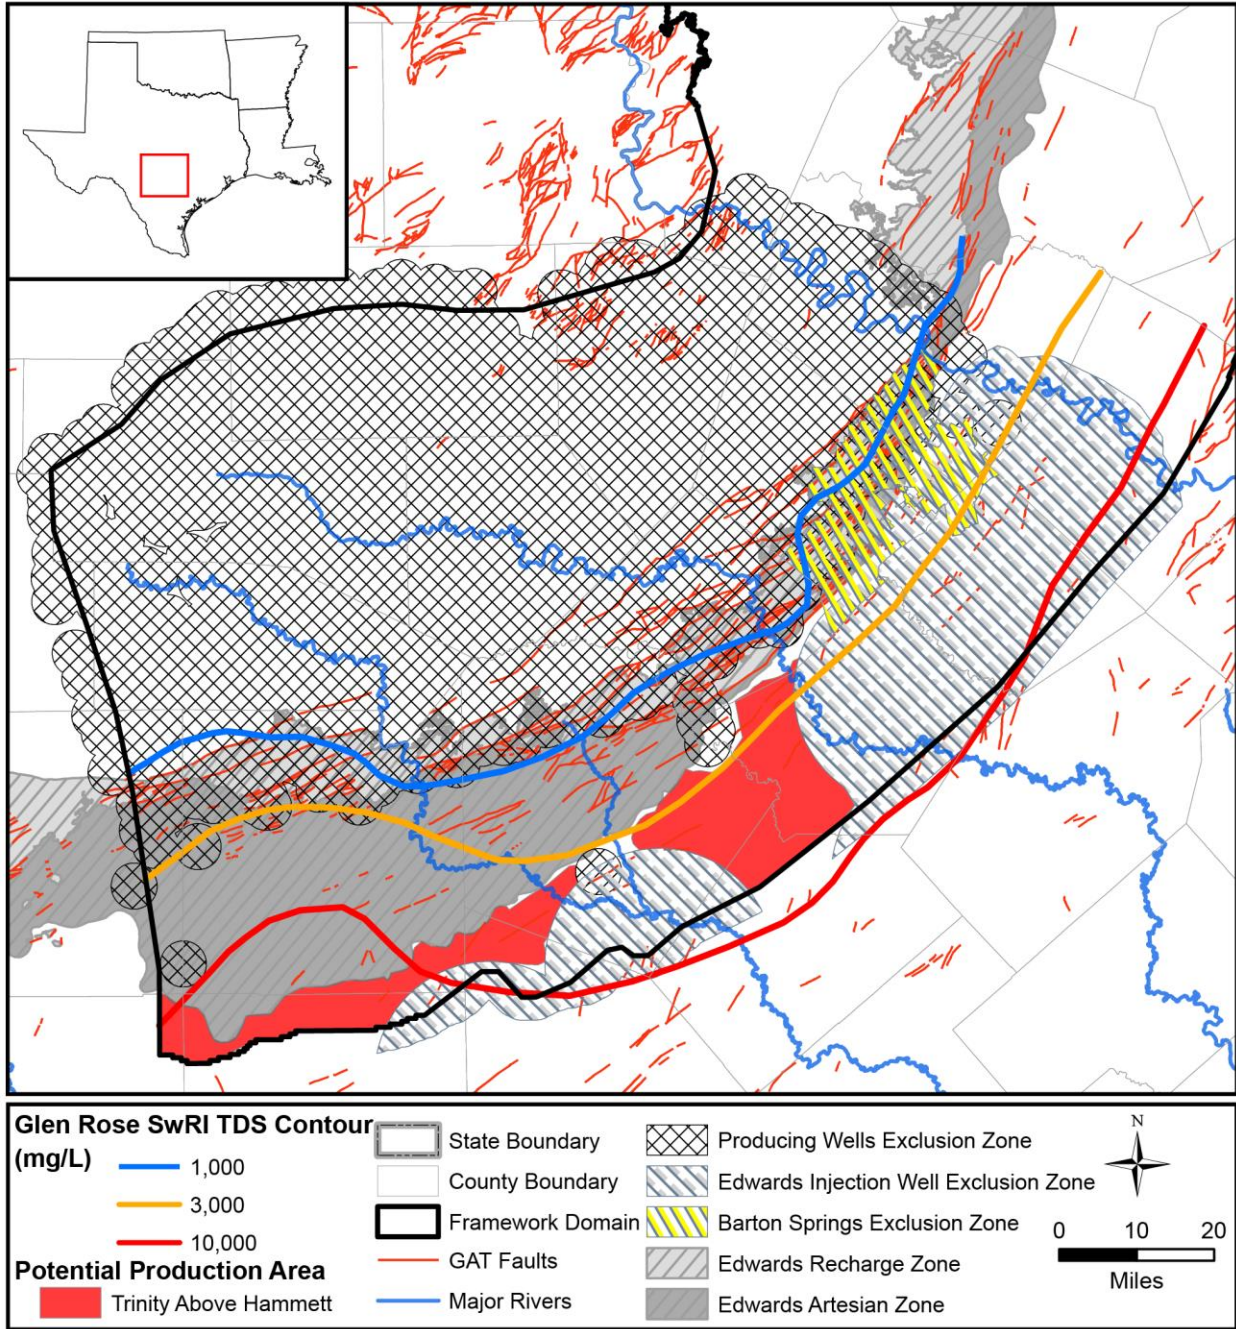 Glen Rose SwRI TDS Contour
(mg/L)
1,000
3,000
10,000
Potential Production Area
Trinity Above Hammett
State Boundary
County Boundary
Framework Domain
GAT Faults
Major Rivers
Producing Wells Exclusion Zone
Edwards Injection Well Exclusion Zone
Barton Springs Exclusion Zone
Edwards Recharge Zone
Edwards Artesian Zone
N
0 10 20
Miles